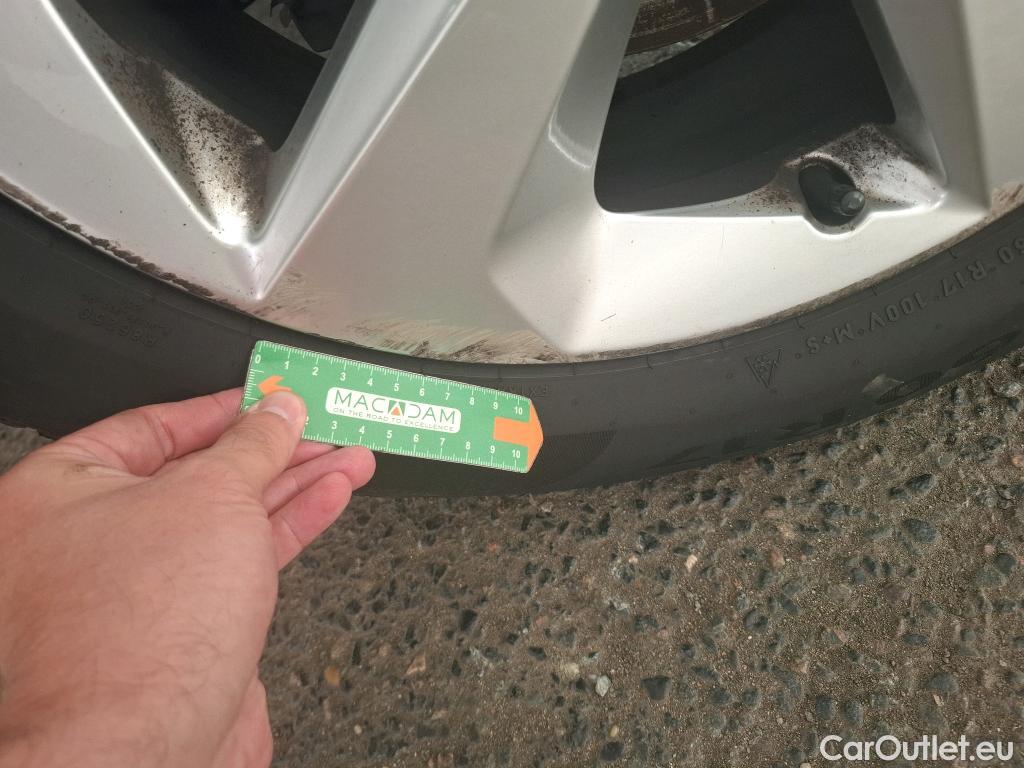 60 R17 100V M+S
0 1 2 3 4 5 6 7 8 9 10
MACADAM
ON THE ROAD TO EXCELLENCE
3 4 5 6 7 8 9 10
CarOutlet.eu